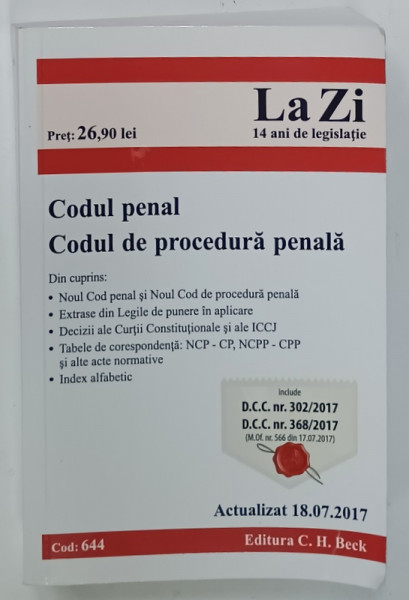 La Zi
Preț: 26,90 lei
14 ani de legislație
Codul penal
Codul de procedură penală
Din cuprins:
• Noul Cod penal și Noul Cod de procedură penală
• Extrase din Legile de punere în aplicare
• Decizii ale Curții Constituționale și ale ICCJ
• Tabele de corespondență: NCP - CP, NCPP - CPP
și alte acte normative
• Index alfabetic
include
D.C.C. nr. 302/2017
D.C.C. nr. 368/2017
(M.Of. nr. 566 din 17.07.2017)
Actualizat 18.07.2017
Cod: 644
Editura C. H. Beck